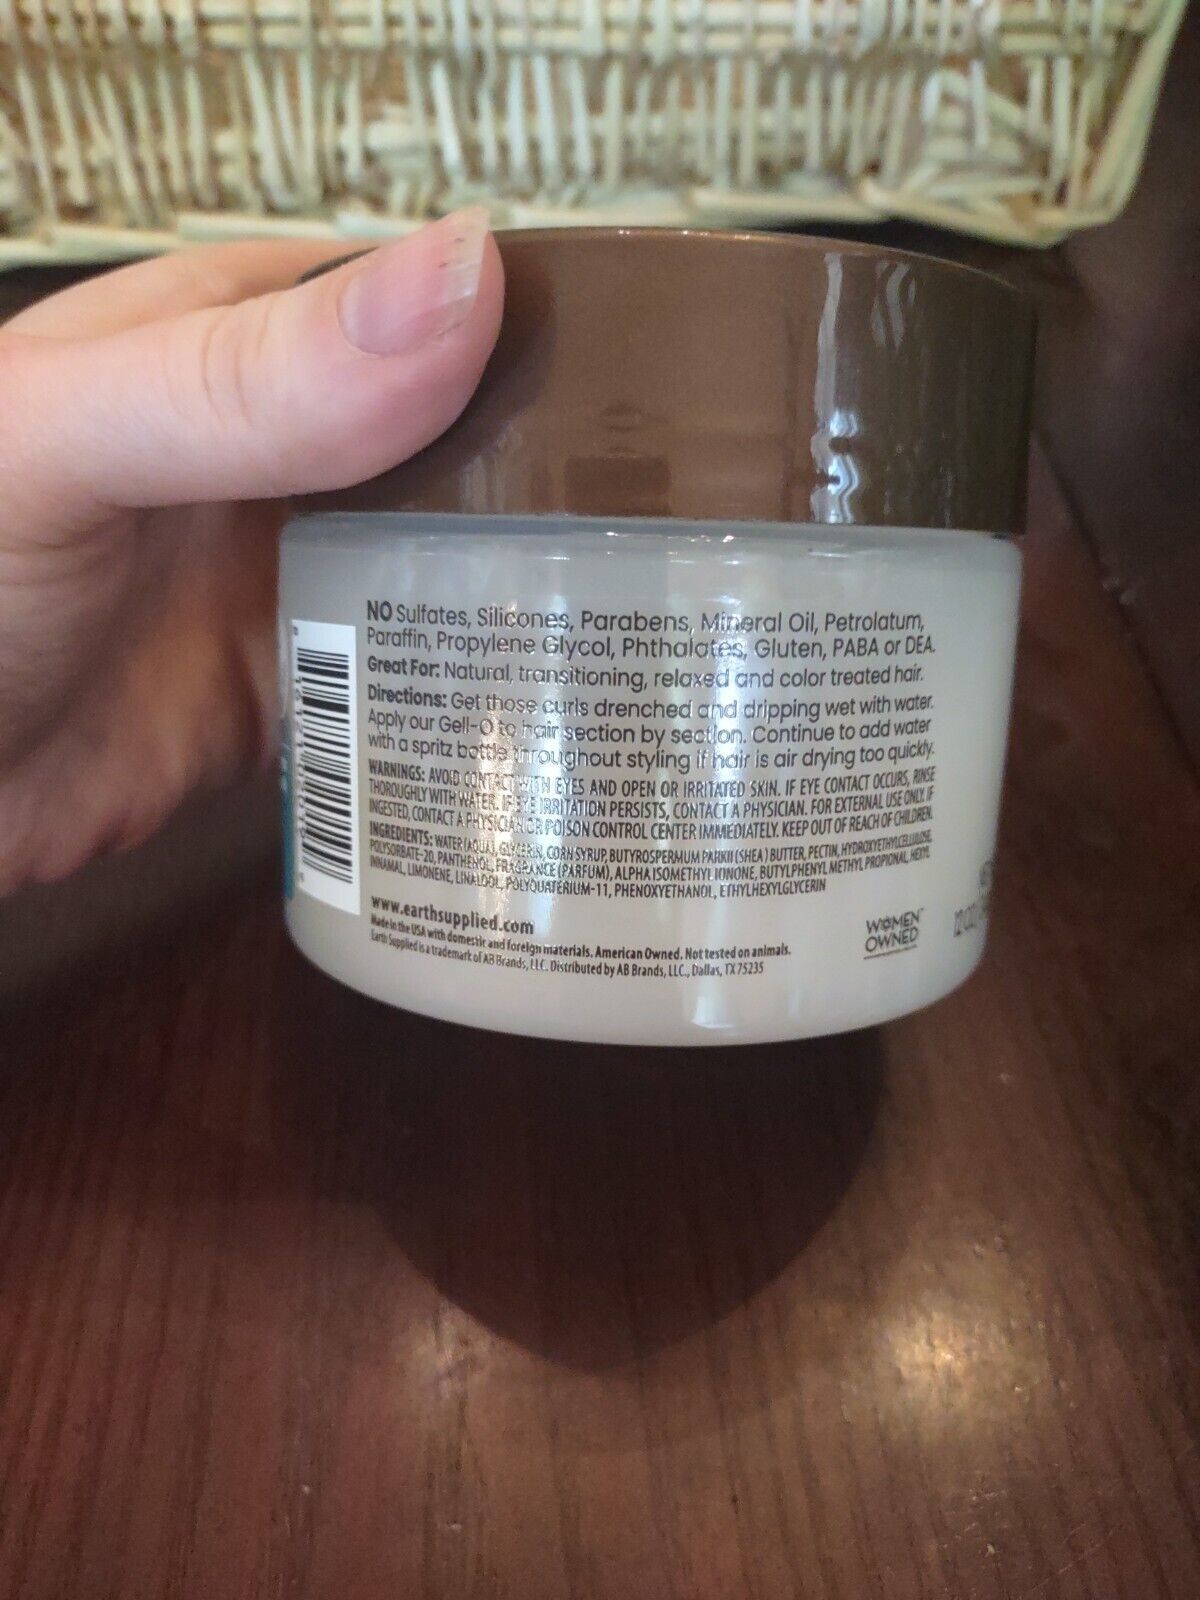 NO Sulfates, Silicones, Parabens, Mineral Oil, Petrolatum,
Paraffin, Propylene Glycol, Phthalates, Gluten, PABA or DEA.
Great For: Natural, transitioning, relaxed and color treated hair.
Directions: Get those curls drenched and dripping wet with water.
Apply our Gell-O to hair section by section. Continue to add water
with a spritz bottle throughout styling if hair is air drying too quickly.
WARNINGS: AVOID CONTACT WITH EYES AND OPEN OR IRRITATED SKIN. IF EYE CONTACT OCCURS, RINSE
THOROUGHLY WITH WATER. IF EYE IRRITATION PERSISTS, CONTACT A PHYSICIAN. FOR EXTERNAL USE ONLY. IF
INGESTED, CONTACT A PHYSICIAN OR POISON CONTROL CENTER IMMEDIATELY. KEEP OUT OF REACH OF CHILDREN.
INGREDIENTS: WATER (AQUA), GLYCERIN, CORN SYRUP, BUTYROSPERMUM PARKII (SHEA) BUTTER, PECTIN, HYDROXYETHYLCELLULOSE,
POLYSORBATE-20, PANTHENOL, FRAGRANCE (PARFUM), ALPHA ISOMETHYL IONONE, BUTYLPHENYL METHYL PROPIONAL, HEXYL
INNAMAL, LIMONENE, LINALOOL, POLYQUATERIUM-11, PHENOXYETHANOL, ETHYLHEXYLGLYCERIN
www.earthsupplied.com
Made in the USA with domestic and foreign materials. American Owned. Not tested on animals.
Earth Supplied is a trademark of AB Brands, LLC. Distributed by AB Brands, LLC., Dallas, TX 75235
WOMEN
OWNED
12 OZ